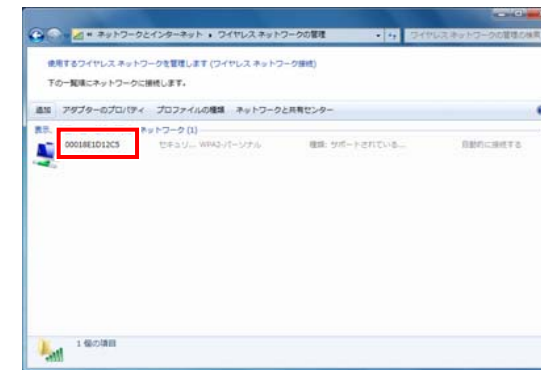 « ネットワークとインターネット ▸ ワイヤレス ネットワークの管理
ワイヤレス ネットワークの管理の検索
使用するワイヤレス ネットワークを管理します (ワイヤレス ネットワーク接続)
下の一覧順にネットワークに接続します。
追加 アダプターのプロパティ プロファイルの種類 ネットワークと共有センター
表示、 ネットワーク (1)
00018E1D12C5 セキュリ... WPA2-パーソナル 種類: サポートされている... 自動的に接続する
1 個の項目